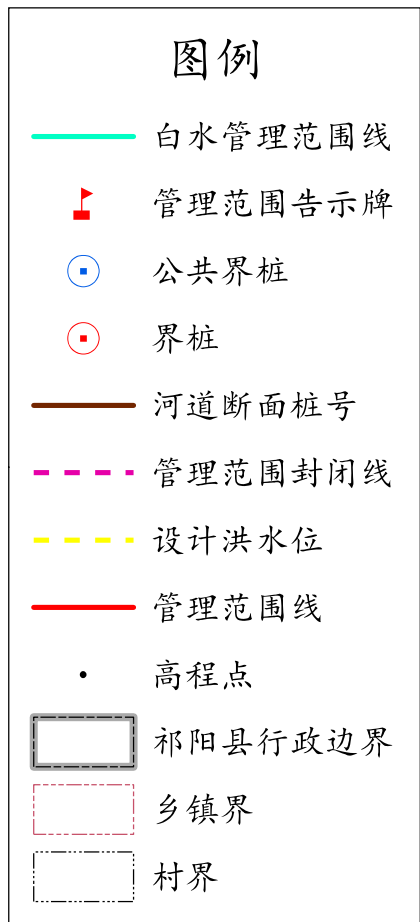 图例
白水管理范围线
管理范围告示牌
公共界桩
界桩
河道断面桩号
管理范围封闭线
设计洪水位
管理范围线
高程点
祁阳县行政边界
乡镇界
村界